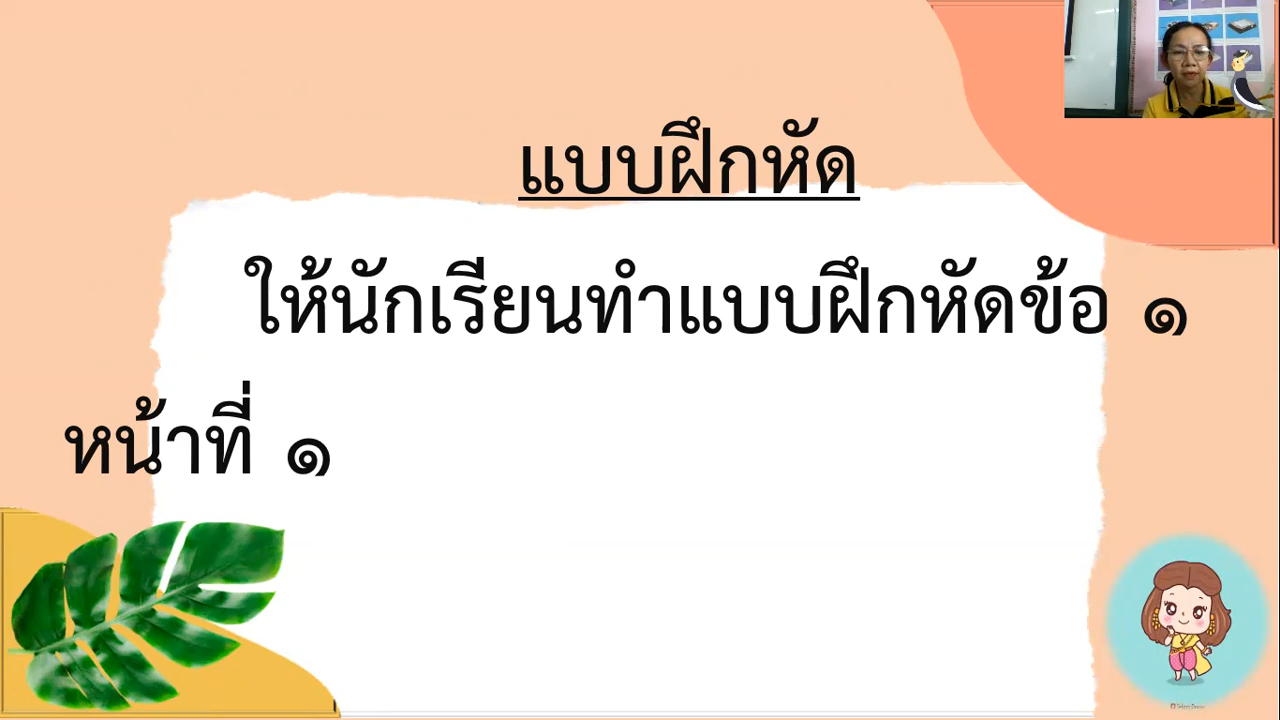 แบบฝึกหัด
ให้นักเรียนทำแบบฝึกหัดข้อ ๑
หน้าที่ ๑